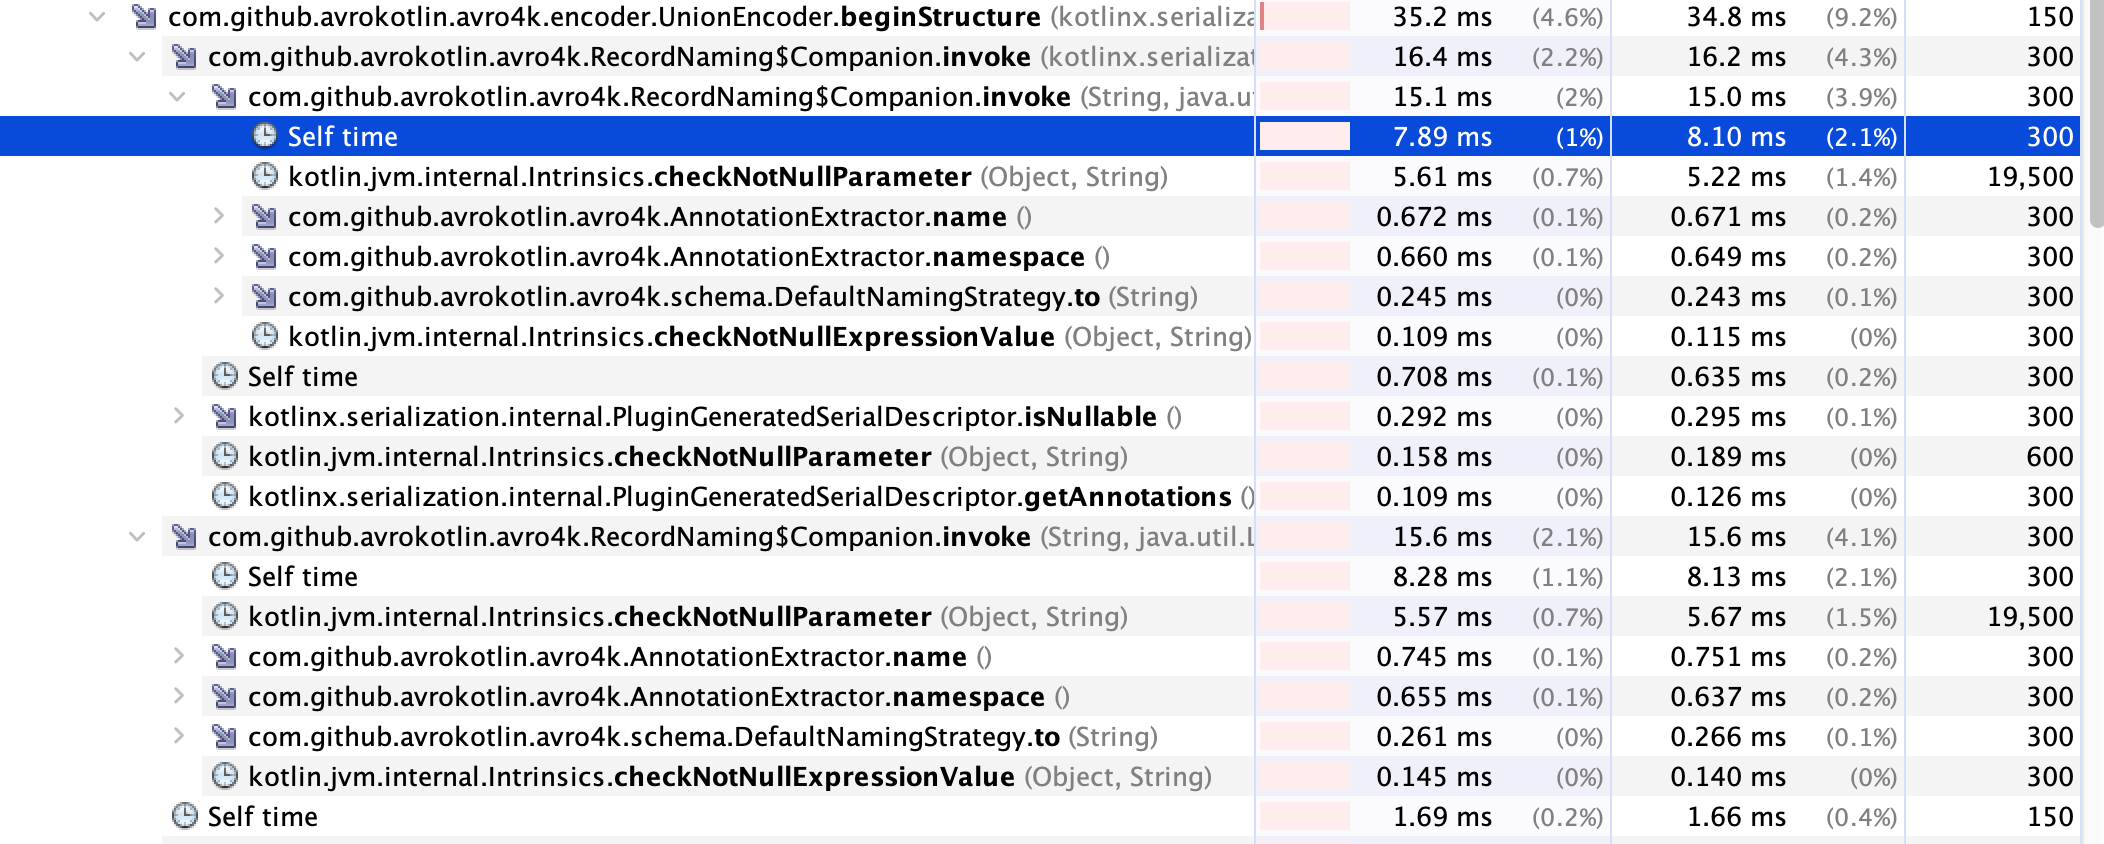 com.github.avrokotlin.avro4k.encoder.UnionEncoder.beginStructure (kotlinx.serializa 35.2 ms (4.6%) 34.8 ms (9.2%) 150
com.github.avrokotlin.avro4k.RecordNaming$Companion.invoke (kotlinx.serializat 16.4 ms (2.2%) 16.2 ms (4.3%) 300
com.github.avrokotlin.avro4k.RecordNaming$Companion.invoke (String, java.u 15.1 ms (2%) 15.0 ms (3.9%) 300
Self time 7.89 ms (1%) 8.10 ms (2.1%) 300
kotlin.jvm.internal.Intrinsics.checkNotNullParameter (Object, String) 5.61 ms (0.7%) 5.22 ms (1.4%) 19,500
com.github.avrokotlin.avro4k.AnnotationExtractor.name () 0.672 ms (0.1%) 0.671 ms (0.2%) 300
com.github.avrokotlin.avro4k.AnnotationExtractor.namespace () 0.660 ms (0.1%) 0.649 ms (0.2%) 300
com.github.avrokotlin.avro4k.schema.DefaultNamingStrategy.to (String) 0.245 ms (0%) 0.243 ms (0.1%) 300
kotlin.jvm.internal.Intrinsics.checkNotNullExpressionValue (Object, String) 0.109 ms (0%) 0.115 ms (0%) 300
Self time 0.708 ms (0.1%) 0.635 ms (0.2%) 300
kotlinx.serialization.internal.PluginGeneratedSerialDescriptor.isNullable () 0.292 ms (0%) 0.295 ms (0.1%) 300
kotlin.jvm.internal.Intrinsics.checkNotNullParameter (Object, String) 0.158 ms (0%) 0.189 ms (0%) 600
kotlinx.serialization.internal.PluginGeneratedSerialDescriptor.getAnnotations () 0.109 ms (0%) 0.126 ms (0%) 300
com.github.avrokotlin.avro4k.RecordNaming$Companion.invoke (String, java.util.L 15.6 ms (2.1%) 15.6 ms (4.1%) 300
Self time 8.28 ms (1.1%) 8.13 ms (2.1%) 300
kotlin.jvm.internal.Intrinsics.checkNotNullParameter (Object, String) 5.57 ms (0.7%) 5.67 ms (1.5%) 19,500
com.github.avrokotlin.avro4k.AnnotationExtractor.name () 0.745 ms (0.1%) 0.751 ms (0.2%) 300
com.github.avrokotlin.avro4k.AnnotationExtractor.namespace () 0.655 ms (0.1%) 0.637 ms (0.2%) 300
com.github.avrokotlin.avro4k.schema.DefaultNamingStrategy.to (String) 0.261 ms (0%) 0.266 ms (0.1%) 300
kotlin.jvm.internal.Intrinsics.checkNotNullExpressionValue (Object, String) 0.145 ms (0%) 0.140 ms (0%) 300
Self time 1.69 ms (0.2%) 1.66 ms (0.4%) 150